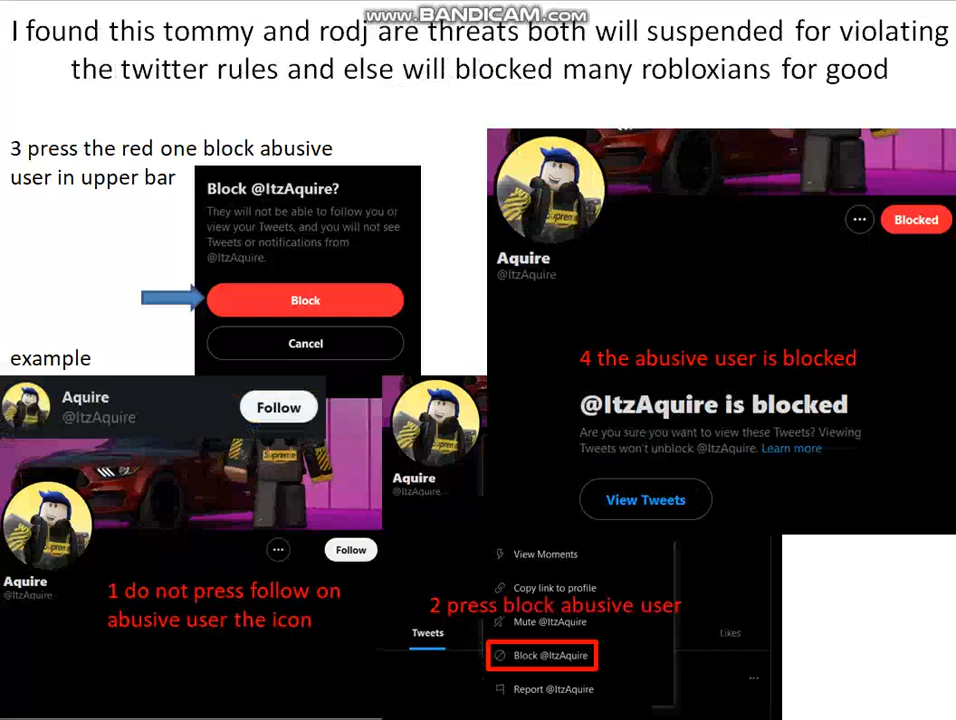 www.BANDICAM.com
I found this tommy and rodj are threats both will suspended for violating
the twitter rules and else will blocked many robloxians for good
3 press the red one block abusive
user in upper bar
Block @ItzAquire?
They will not be able to follow you or
view your Tweets, and you will not see
Tweets or notifications from
@ItzAquire.
Block
Cancel
Blocked
Aquire
@ItzAquire
4 the abusive user is blocked
@ItzAquire is blocked
Are you sure you want to view these Tweets? Viewing
Tweets won't unblock @ItzAquire. Learn more
View Tweets
example
Aquire
@ItzAquire
Follow
Supreme
Follow
Aquire
@ItzAquire
1 do not press follow on
abusive user the icon
Aquire
@ItzAquire
View Moments
Copy link to profile
2 press block abusive user
Mute @ItzAquire
Tweets
Likes
Block @ItzAquire
Report @ItzAquire